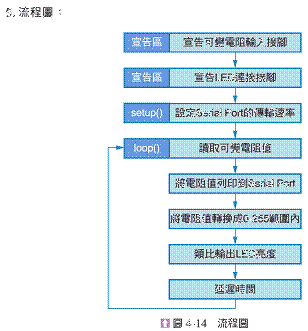 5. 流程圖：
宣告區 宣告可變電阻輸入接腳
宣告區 宣告LED連接接腳
setup() 設定Serial Port的傳輸速率
loop() 讀取可變電阻值
將電阻值列印到Serial Port
將電阻值轉換成0-255範圍內
類比輸出LED亮度
延遲時間
圖 4-14 流程圖